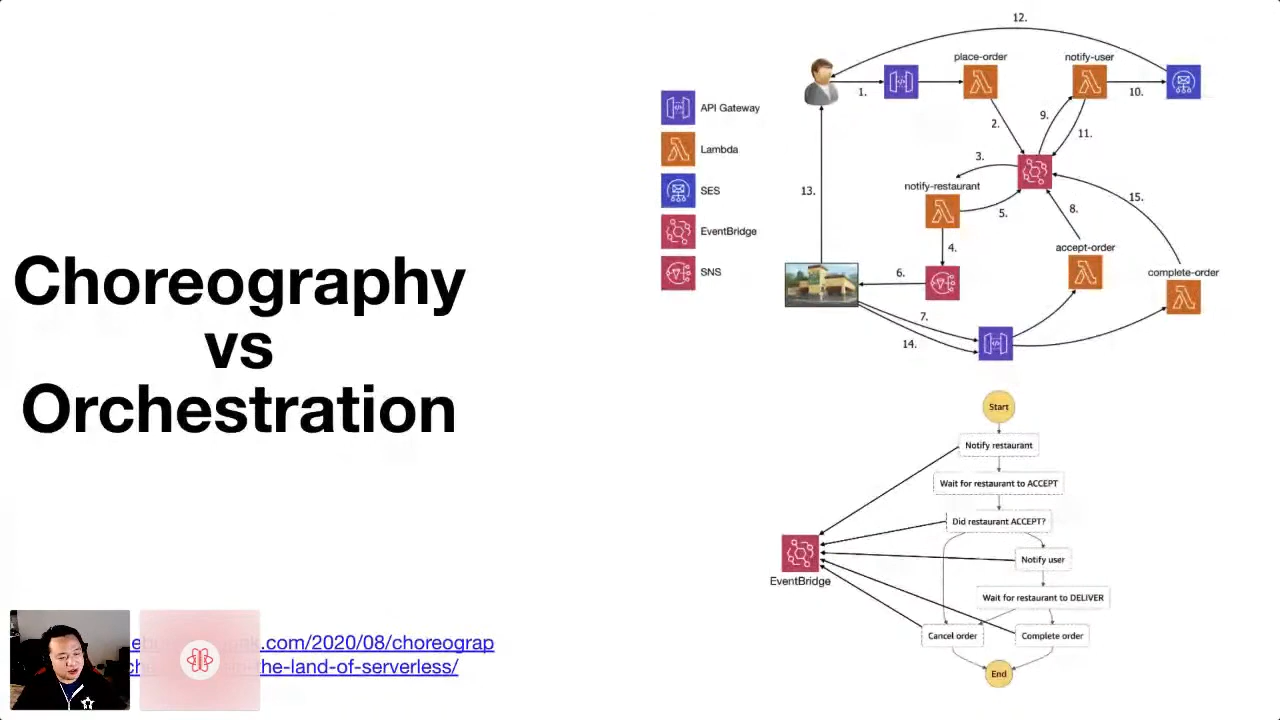 Choreography
vs
Orchestration
.com/2020/08/choreograp
the-land-of-serverless/
API Gateway
Lambda
SES
EventBridge
SNS
12.
place-order
notify-user
1.
10.
2.
9.
11.
3.
notify-restaurant
13.
5.
8.
15.
4.
accept-order
6.
complete-order
7.
14.
Start
Notify restaurant
Wait for restaurant to ACCEPT
Did restaurant ACCEPT?
Notify user
EventBridge
Wait for restaurant to DELIVER
Cancel order
Complete order
End